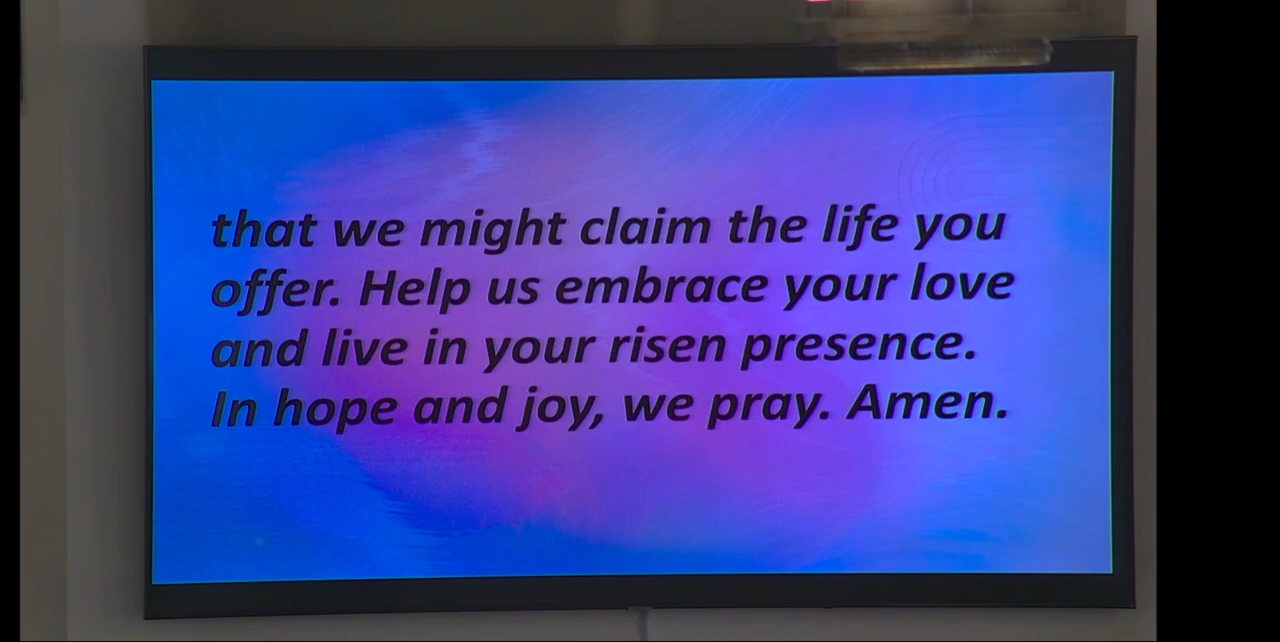 that we might claim the life you
offer. Help us embrace your love
and live in your risen presence.
In hope and joy, we pray. Amen.